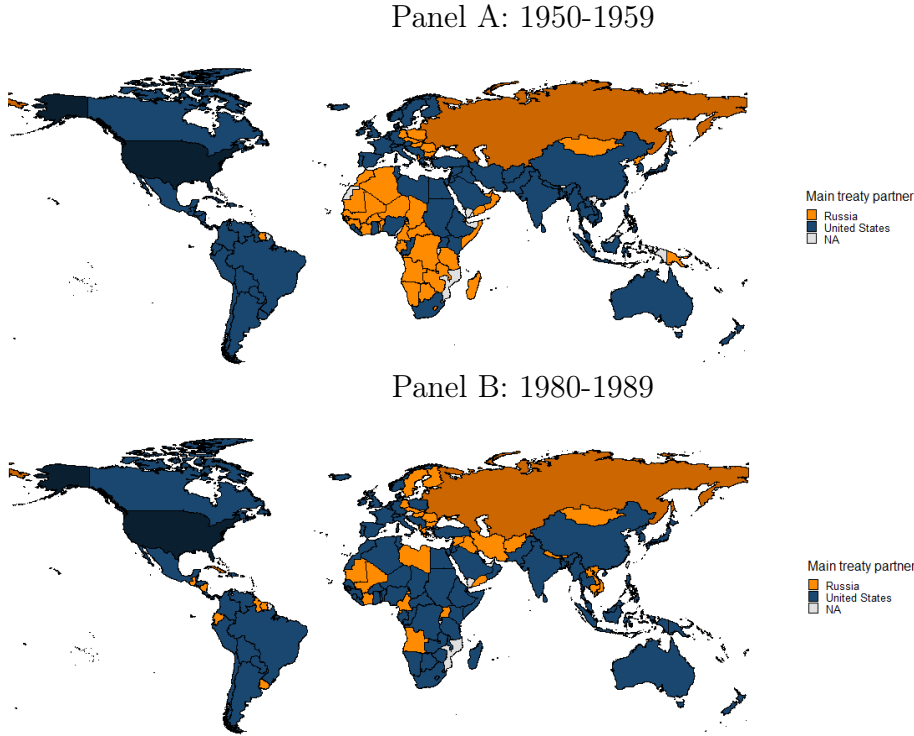 Panel A: 1950-1959
Main treaty partner
Russia
United States
NA
Panel B: 1980-1989
Main treaty partner
Russia
United States
NA